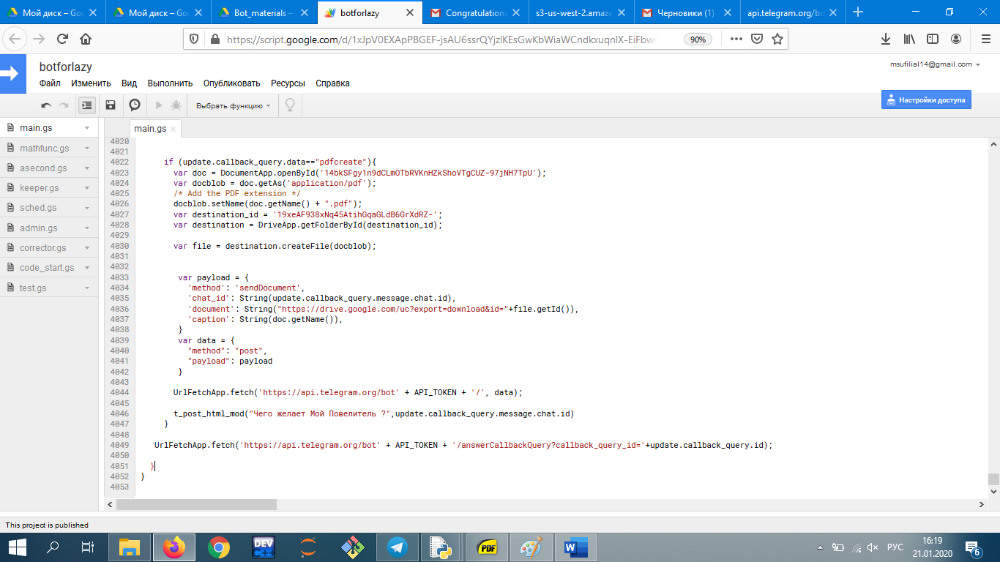 Мой диск – Goo
Мой диск – Goo
Bot_materials –
botforlazy
Congratulations
s3-us-west-2.amazo
Черновики (1)
api.telegram.org/bo
90%
botforlazy
msufilial14@gmail.com
Файл Изменить Вид Выполнить Опубликовать Ресурсы Справка
Выбрать функцию
Настройки доступа
main.gs
mathfunc.gs
asecond.gs
keeper.gs
sched.gs
admin.gs
corrector.gs
code_start.gs
test.gs
main.gs
4020
4021
4022 if (update.callback_query.data=="pdfcreate"){
4023 var doc = DocumentApp.openById('14bkSFgy1n9dCLmOTbRVKnHZkShoVTgCUZ-97jNH7TpU');
4024 var docblob = doc.getAs('application/pdf');
4025 /* Add the PDF extension */
4026 docblob.setName(doc.getName() + ".pdf");
4027 var destination_id = '19xeAF938xNq45AtihGqaGLdB6GrXdRZ-';
4028 var destination = DriveApp.getFolderById(destination_id);
4029
4030 var file = destination.createFile(docblob);
4031
4032
4033 var payload = {
4034 'method': 'sendDocument',
4035 'chat_id': String(update.callback_query.message.chat.id),
4036 'document': String("https://drive.google.com/uc?export=download&id="+file.getId()),
4037 'caption': String(doc.getName()),
4038 }
4039 var data = {
4040 "method": "post",
4041 "payload": payload
4042 }
4043
4044 UrlFetchApp.fetch('https://api.telegram.org/bot' + API_TOKEN + '/', data);
4045
4046 t_post_html_mod("Чего желает Мой Повелитель ?",update.callback_query.message.chat.id)
4047 }
4048
4049 UrlFetchApp.fetch('https://api.telegram.org/bot' + API_TOKEN + '/answerCallbackQuery?callback_query_id='+update.callback_query.id);
4050
4051 }
4052 }
4053
This project is published
DEV
C++
PDF
РУС
16:19
21.01.2020
6